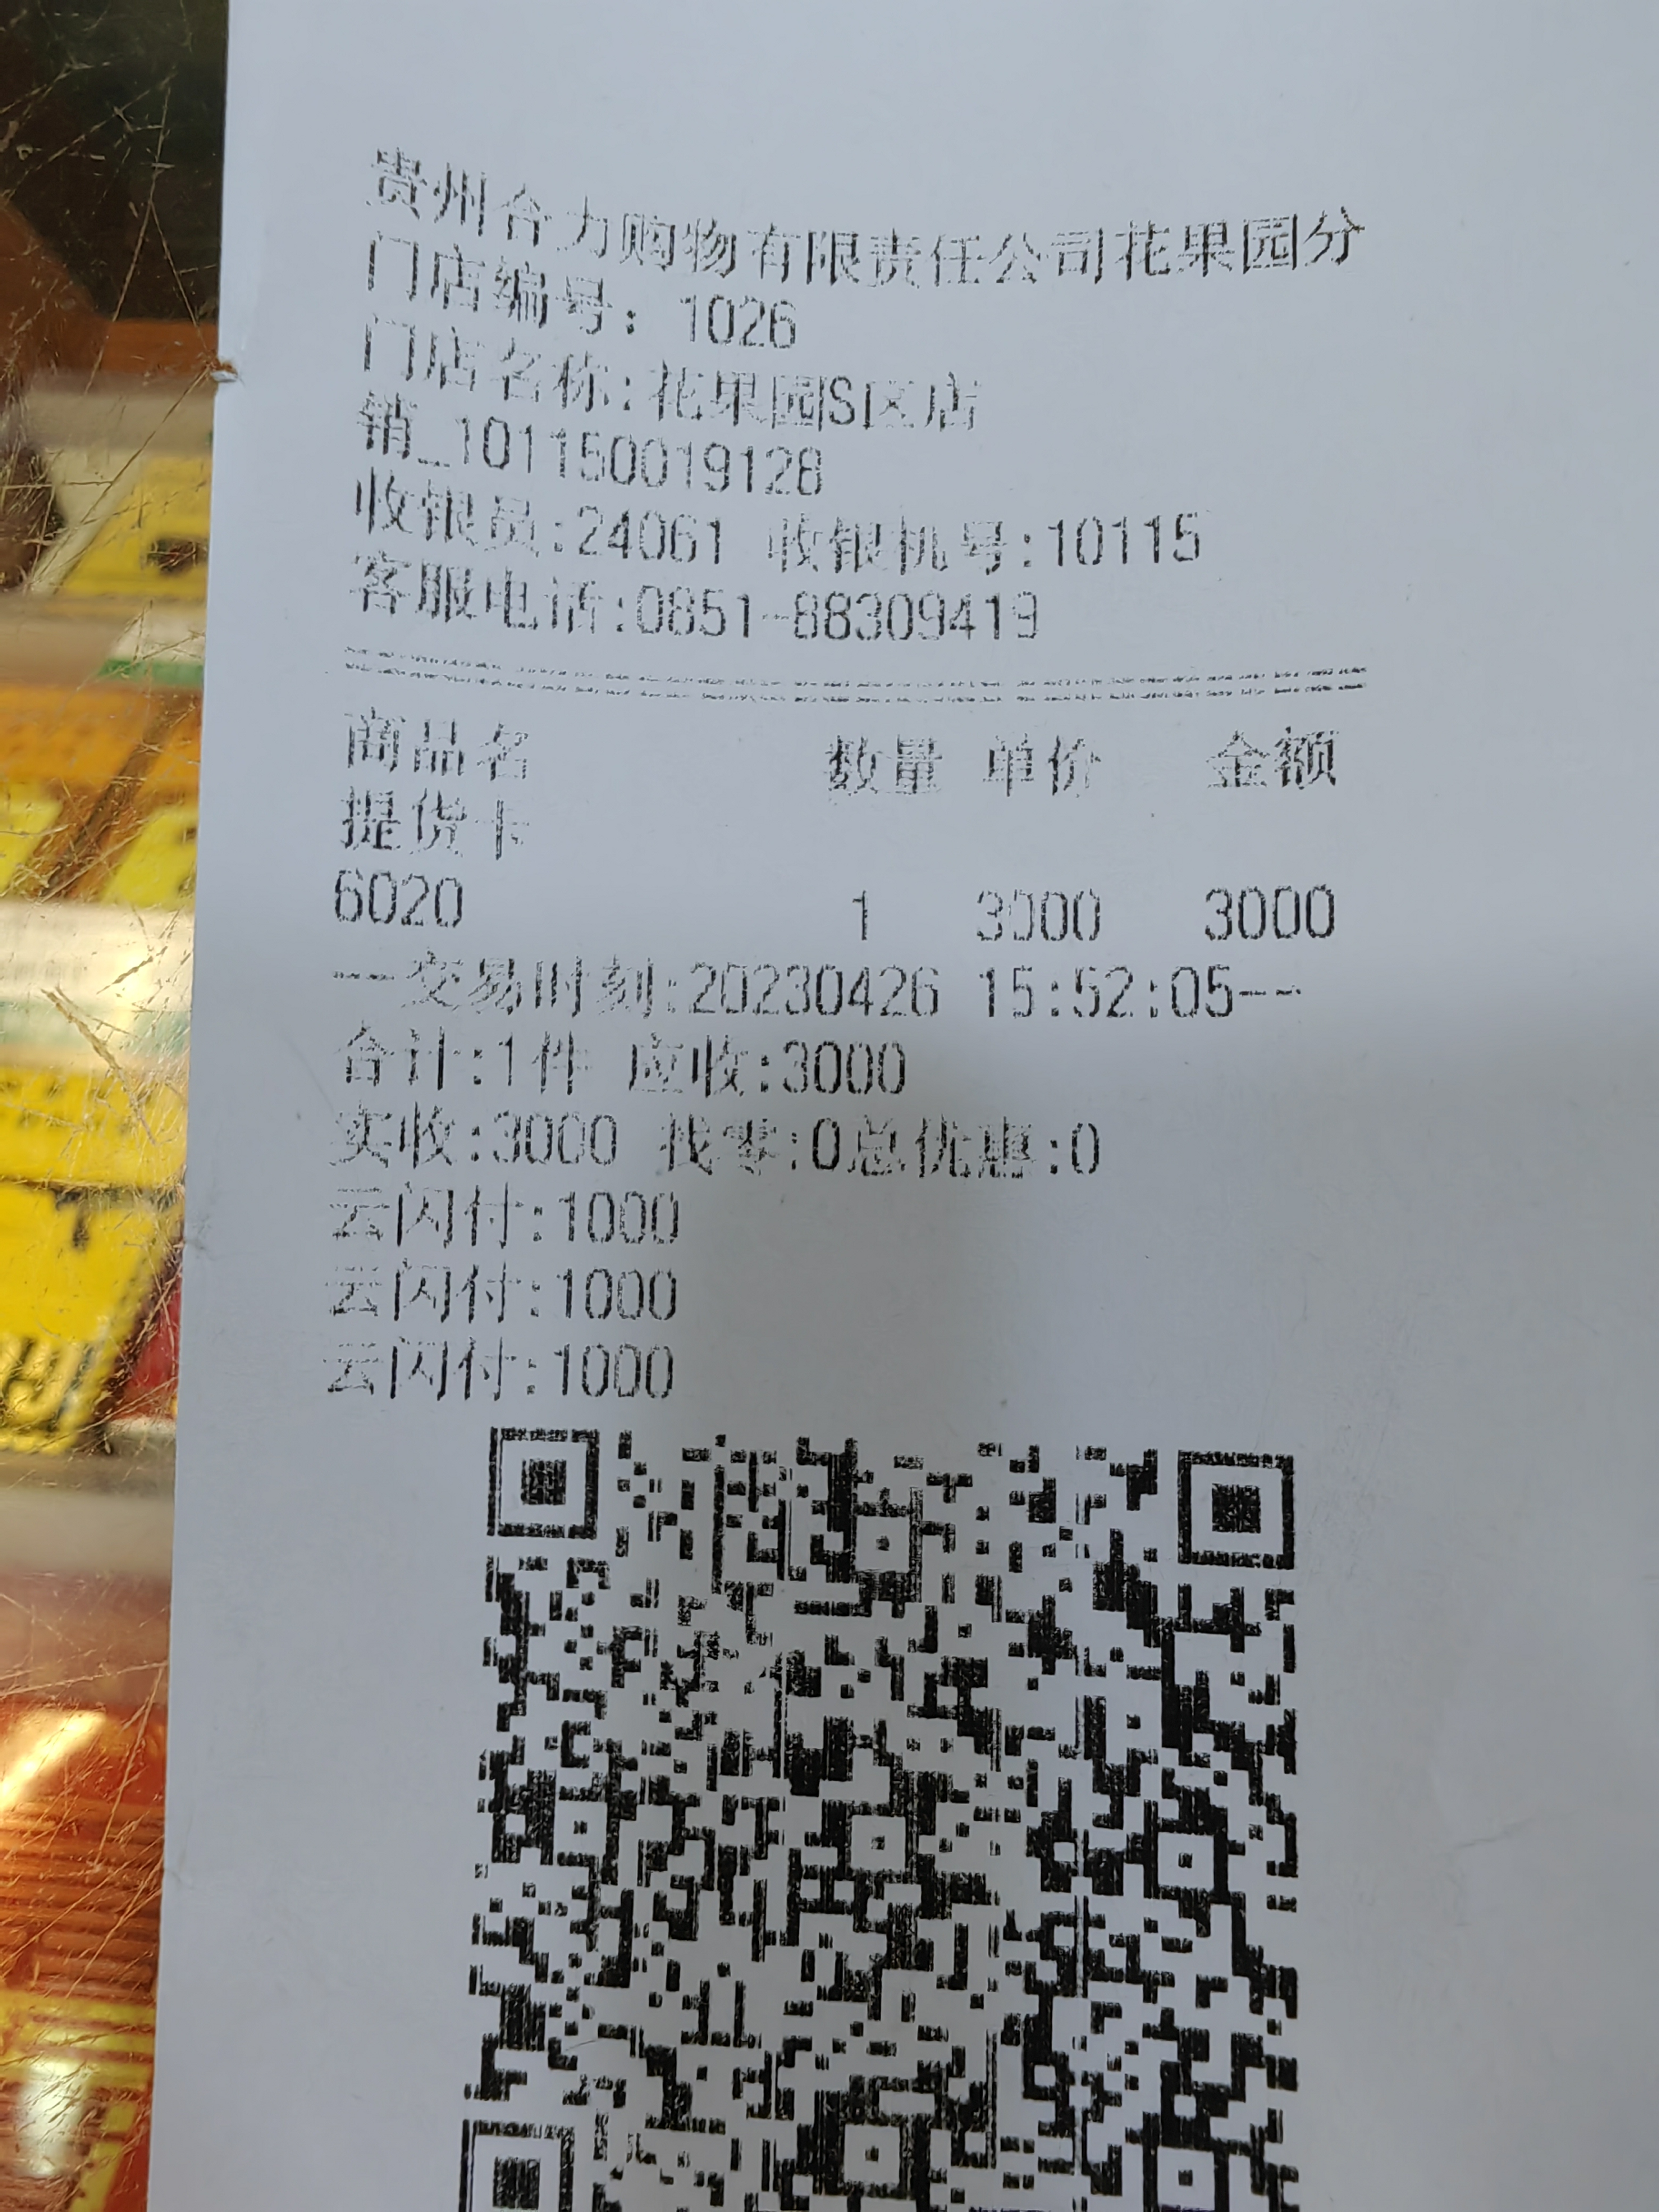 贵州合力购物有限责任公司花果园分
门店编号: 1026
门店名称:花果园S区店
销_101150019128
收银员:24061 收银机号:10115
客服电话:0851-88309419
商品名 数量 单价 金额
提货卡
6020 1 3000 3000
--交易时刻:20230426 15:52:05--
合计:1件 应收:3000
实收:3000 找零:0总优惠:0
云闪付:1000
云闪付:1000
云闪付:1000